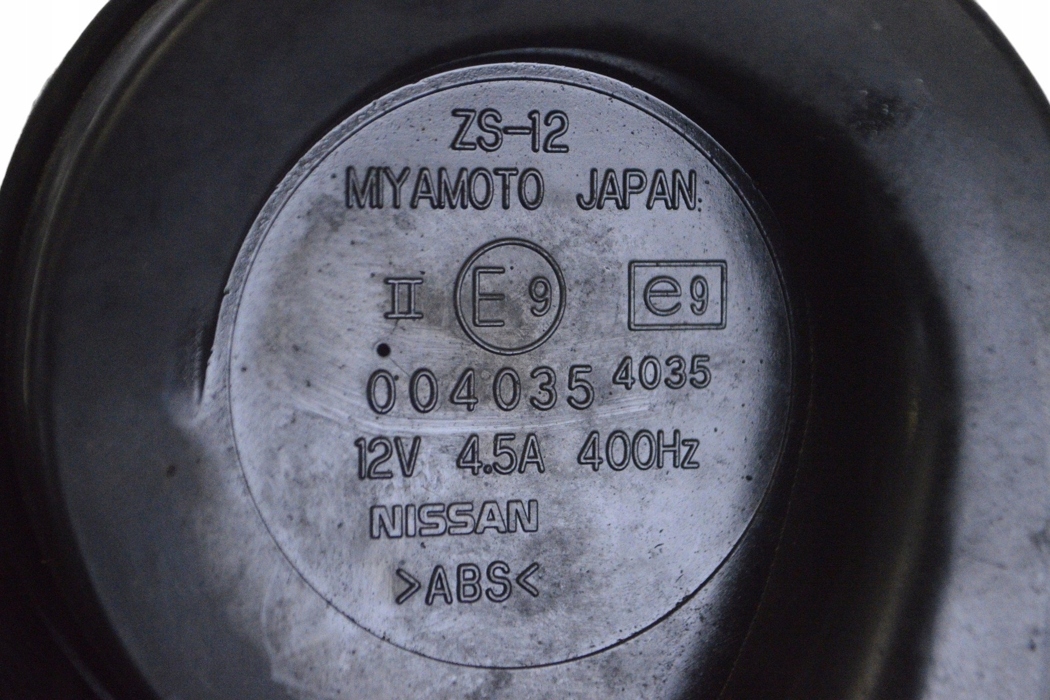 ZS-12
MIYAMOTO JAPAN.
II E9 e9
004035 4035
12V 4.5A 400Hz
NISSAN
>ABS<